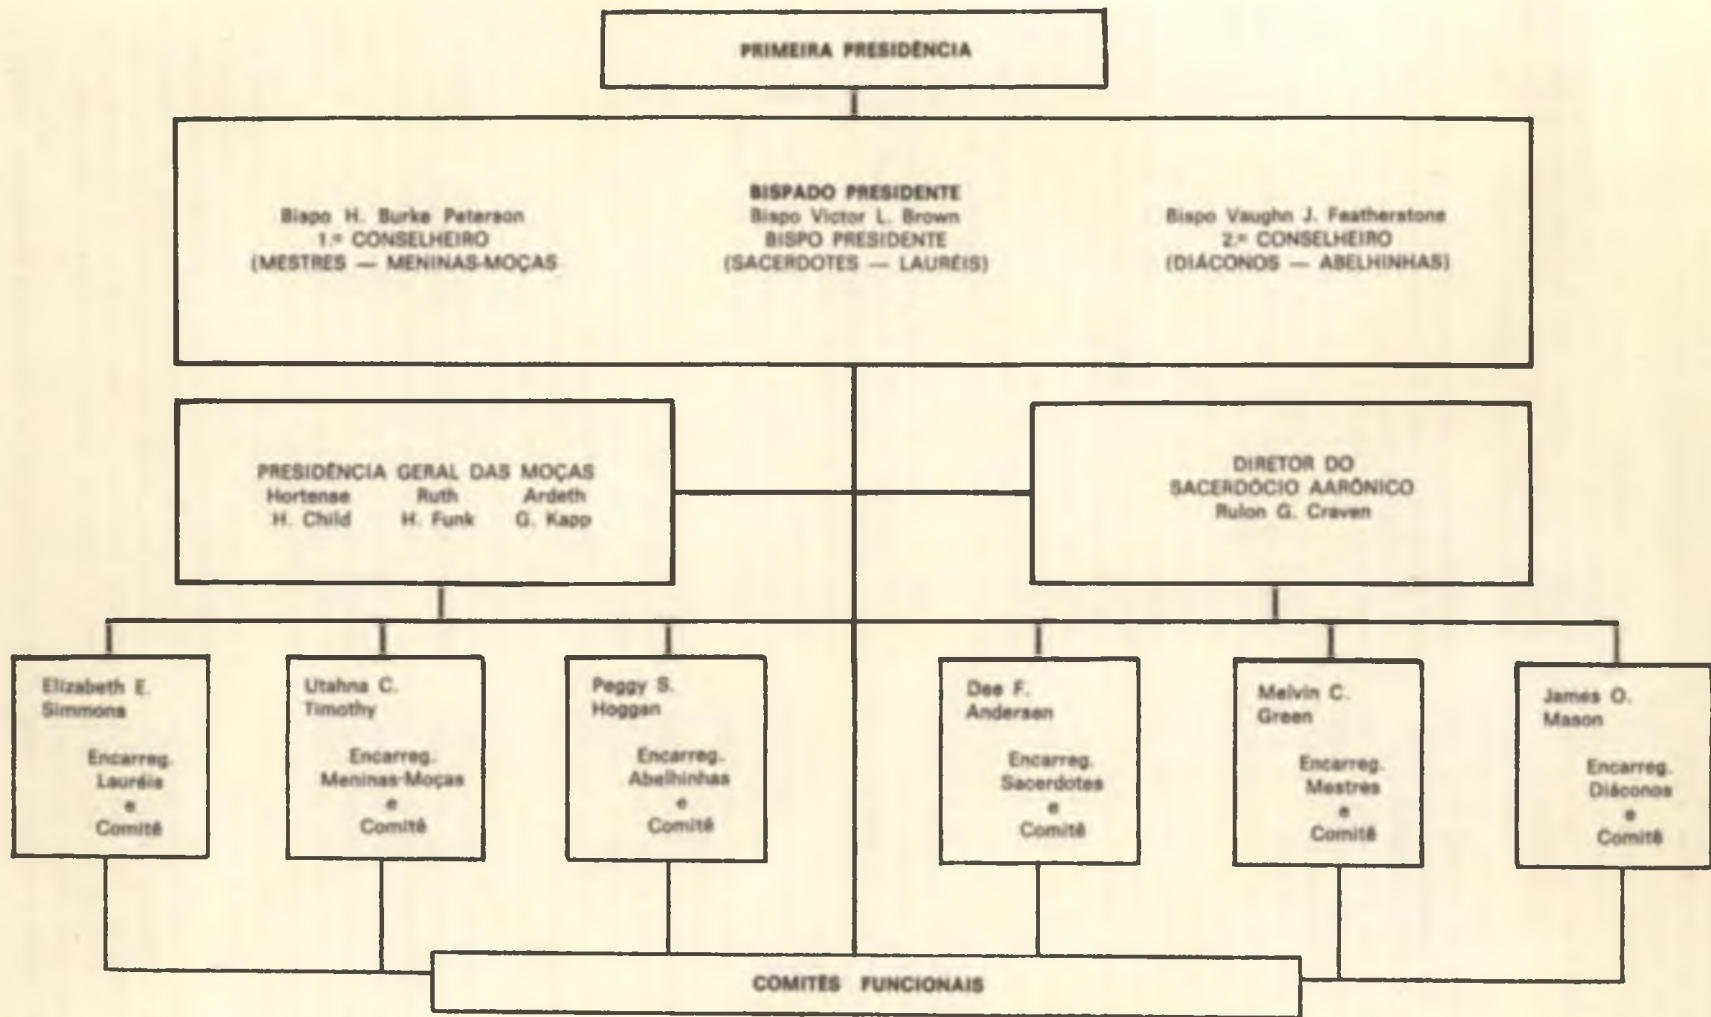 PRIMEIRA PRESIDÊNCIA
Bispo H. Burke Peterson
1.º CONSELHEIRO
(MESTRES — MENINAS-MOÇAS
BISPADO PRESIDENTE
Bispo Victor L. Brown
BISPO PRESIDENTE
(SACERDOTES — LAURÉIS)
Bispo Vaughn J. Featherstone
2.º CONSELHEIRO
(DIÁCONOS — ABELHINHAS)
PRESIDÊNCIA GERAL DAS MOÇAS
Hortense Ruth Ardeth
H. Child H. Funk G. Kapp
DIRETOR DO
SACERDÓCIO AARÔNICO
Rulon G. Craven
Elizabeth E.
Simmons
Encarreg.
Lauréis
e
Comitê
Utahna C.
Timothy
Encarreg.
Meninas-Moças
e
Comitê
Peggy S.
Hoggan
Encarreg.
Abelhinhas
e
Comitê
Dee F.
Andersen
Encarreg.
Sacerdotes
e
Comitê
Melvin C.
Green
Encarreg.
Mestres
e
Comitê
James O.
Mason
Encarreg.
Diáconos
e
Comitê
COMITÊS FUNCIONAIS